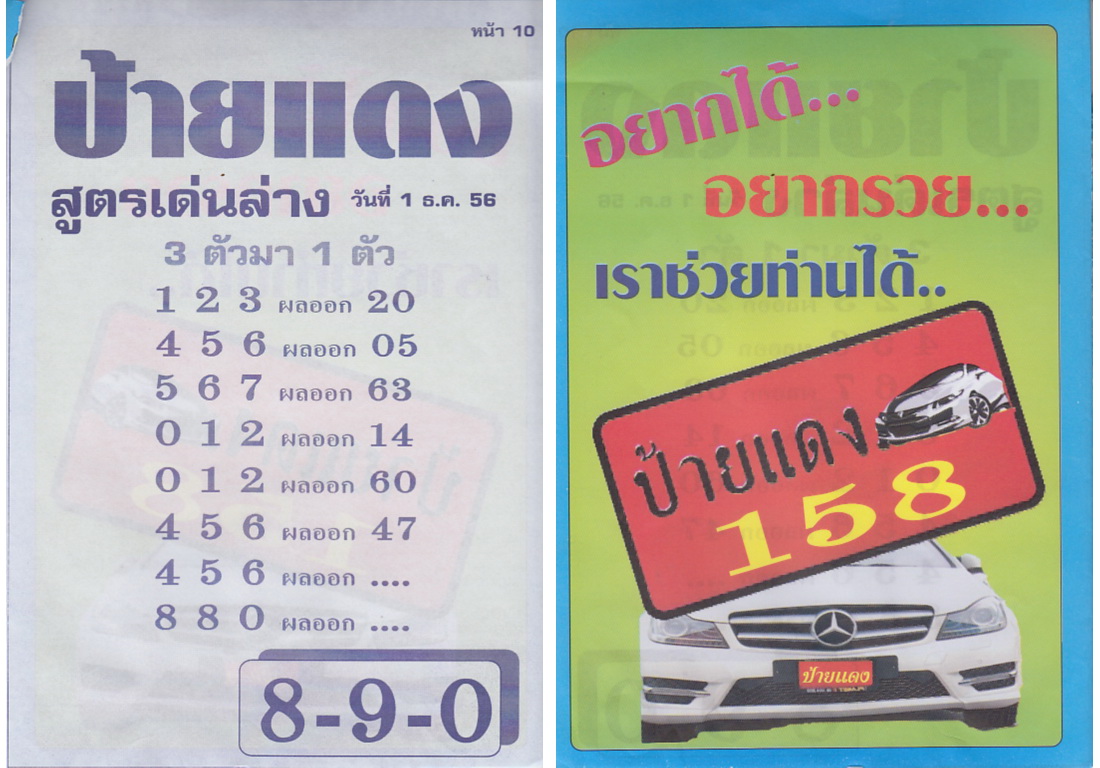 หน้า 10
ป้ายแดง
สูตรเด่นล่าง วันที่ 1 ธ.ค. 56
3 ตัวมา 1 ตัว
1 2 3 ผลออก 20
4 5 6 ผลออก 05
5 6 7 ผลออก 63
0 1 2 ผลออก 14
0 1 2 ผลออก 60
4 5 6 ผลออก 47
4 5 6 ผลออก ....
8 8 0 ผลออก ....
8-9-0
อยากได้...
อยากรวย...
เราช่วยท่านได้..
ป้ายแดง
158
ป้ายแดง